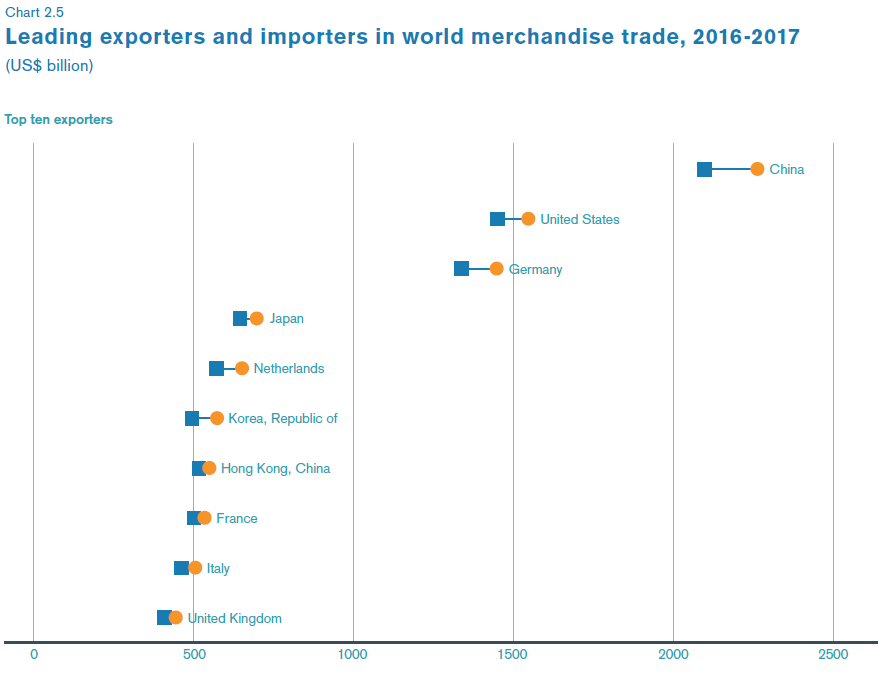 Chart 2.5
Leading exporters and importers in world merchandise trade, 2016-2017
(US$ billion)
Top ten exporters
China
United States
Germany
Japan
Netherlands
Korea, Republic of
Hong Kong, China
France
Italy
United Kingdom
0 500 1000 1500 2000 2500